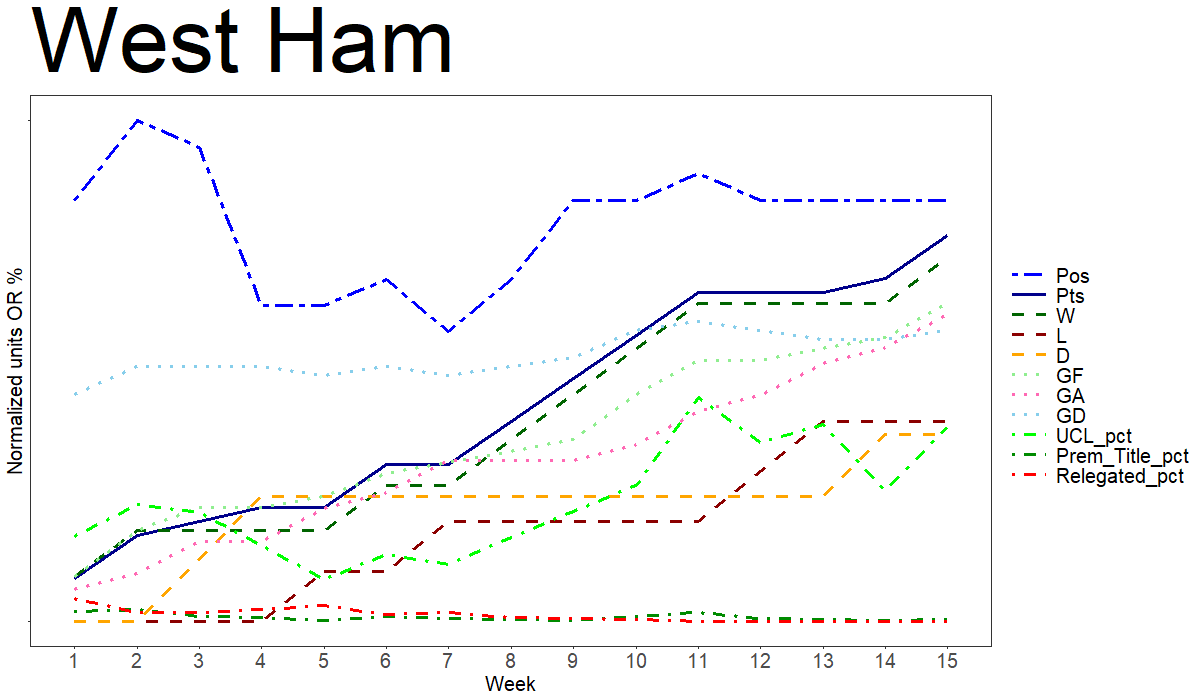 West Ham
Normalized units OR %
Pos
Pts
W
L
D
GF
GA
GD
UCL_pct
Prem_Title_pct
Relegated_pct
1 2 3 4 5 6 7 8 9 10 11 12 13 14 15
Week